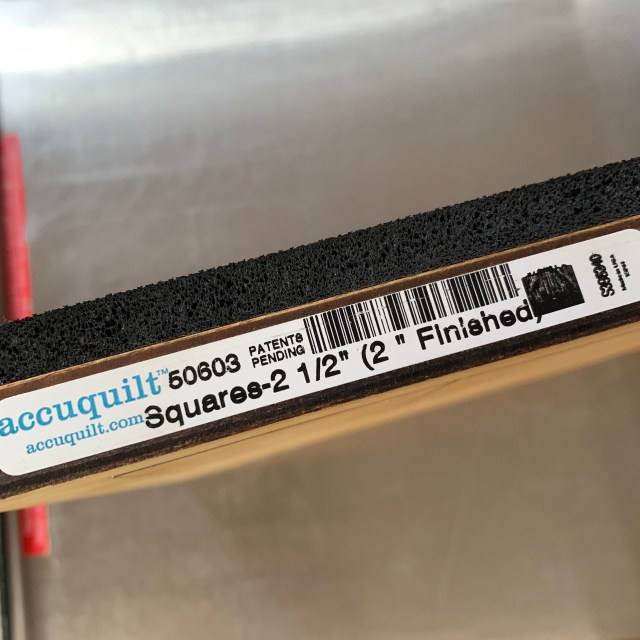 accuquilt™
accuquilt.com
50603
PATENTS
PENDING
Squares-2 1/2" (2 " Finished)